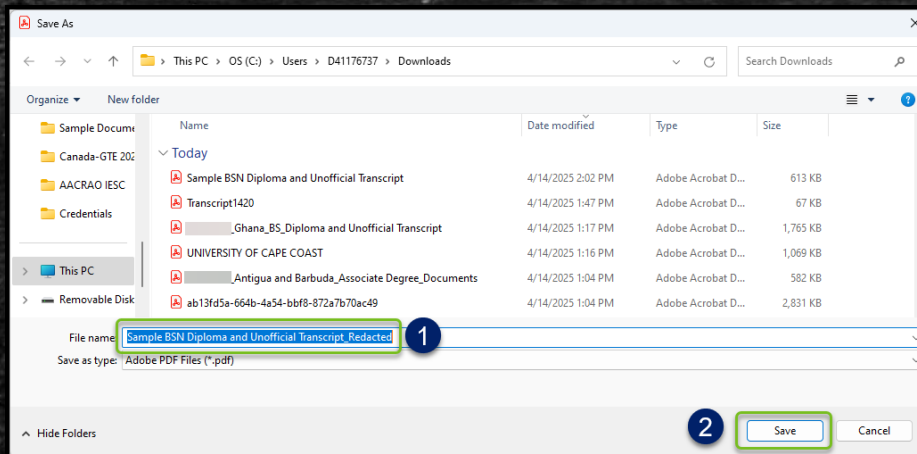 Save As
This PC > OS (C:) > Users > D41176737 > Downloads
Search Downloads
Organize
New folder
Name Date modified Type Size
Sample Docume
Canada-GTE 202
AACRAO IESC
Credentials
This PC
Removable Disk
Today
Sample BSN Diploma and Unofficial Transcript 4/14/2025 2:02 PM Adobe Acrobat D... 613 KB
Transcript1420 4/14/2025 1:47 PM Adobe Acrobat D... 67 KB
_Ghana_BS_Diploma and Unofficial Transcript 4/14/2025 1:17 PM Adobe Acrobat D... 1,765 KB
UNIVERSITY OF CAPE COAST 4/14/2025 1:16 PM Adobe Acrobat D... 1,069 KB
_Antigua and Barbuda_Associate Degree_Documents 4/14/2025 1:04 PM Adobe Acrobat D... 582 KB
ab13fd5a-664b-4a54-bbf8-872a7b70ac49 4/14/2025 1:04 PM Adobe Acrobat D... 2,831 KB
File name: Sample BSN Diploma and Unofficial Transcript_Redacted 1
Save as type: Adobe PDF Files (*.pdf)
Hide Folders
2 Save Cancel